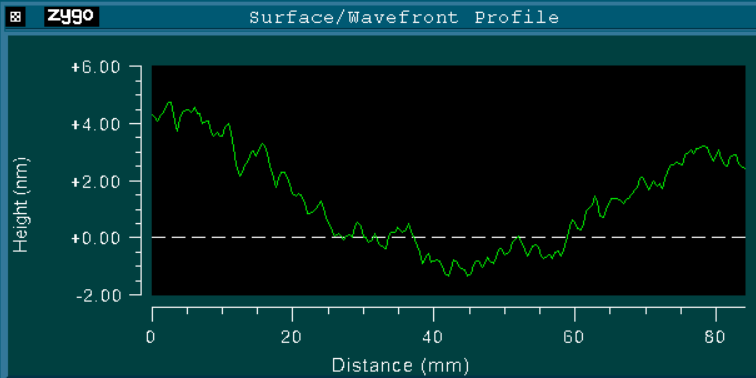 zygo Surface/Wavefront Profile
+6.00
+4.00
+2.00
+0.00
-2.00
Height (nm)
0 20 40 60 80
Distance (mm)